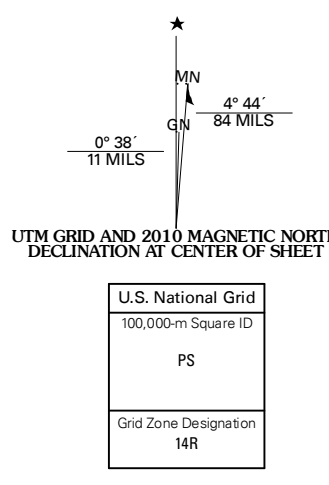 MN
4° 44´
84 MILS
GN
0° 38´
11 MILS
UTM GRID AND 2010 MAGNETIC NORTH
DECLINATION AT CENTER OF SHEET
U.S. National Grid
100,000-m Square ID
PS
Grid Zone Designation
14R